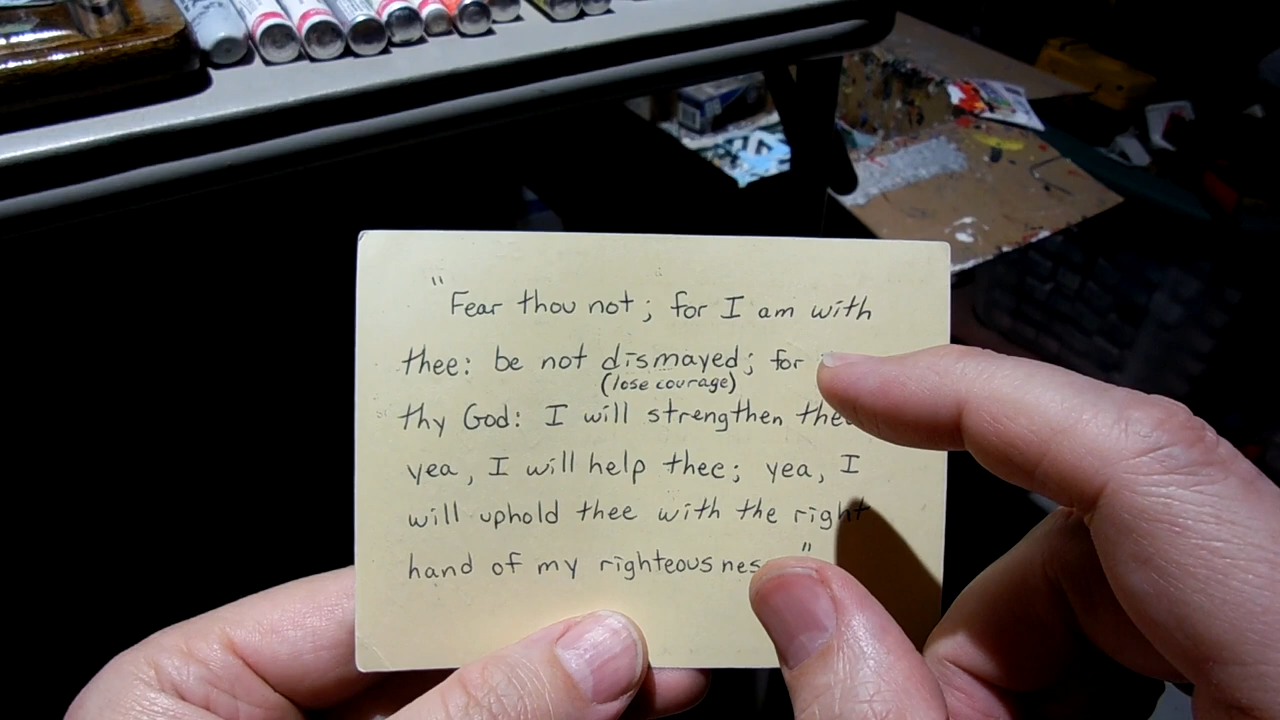 "Fear thou not; for I am with
thee: be not dismayed; for
(lose courage)
thy God: I will strengthen
yea, I will help thee; yea, I
will uphold thee with the right
hand of my
"